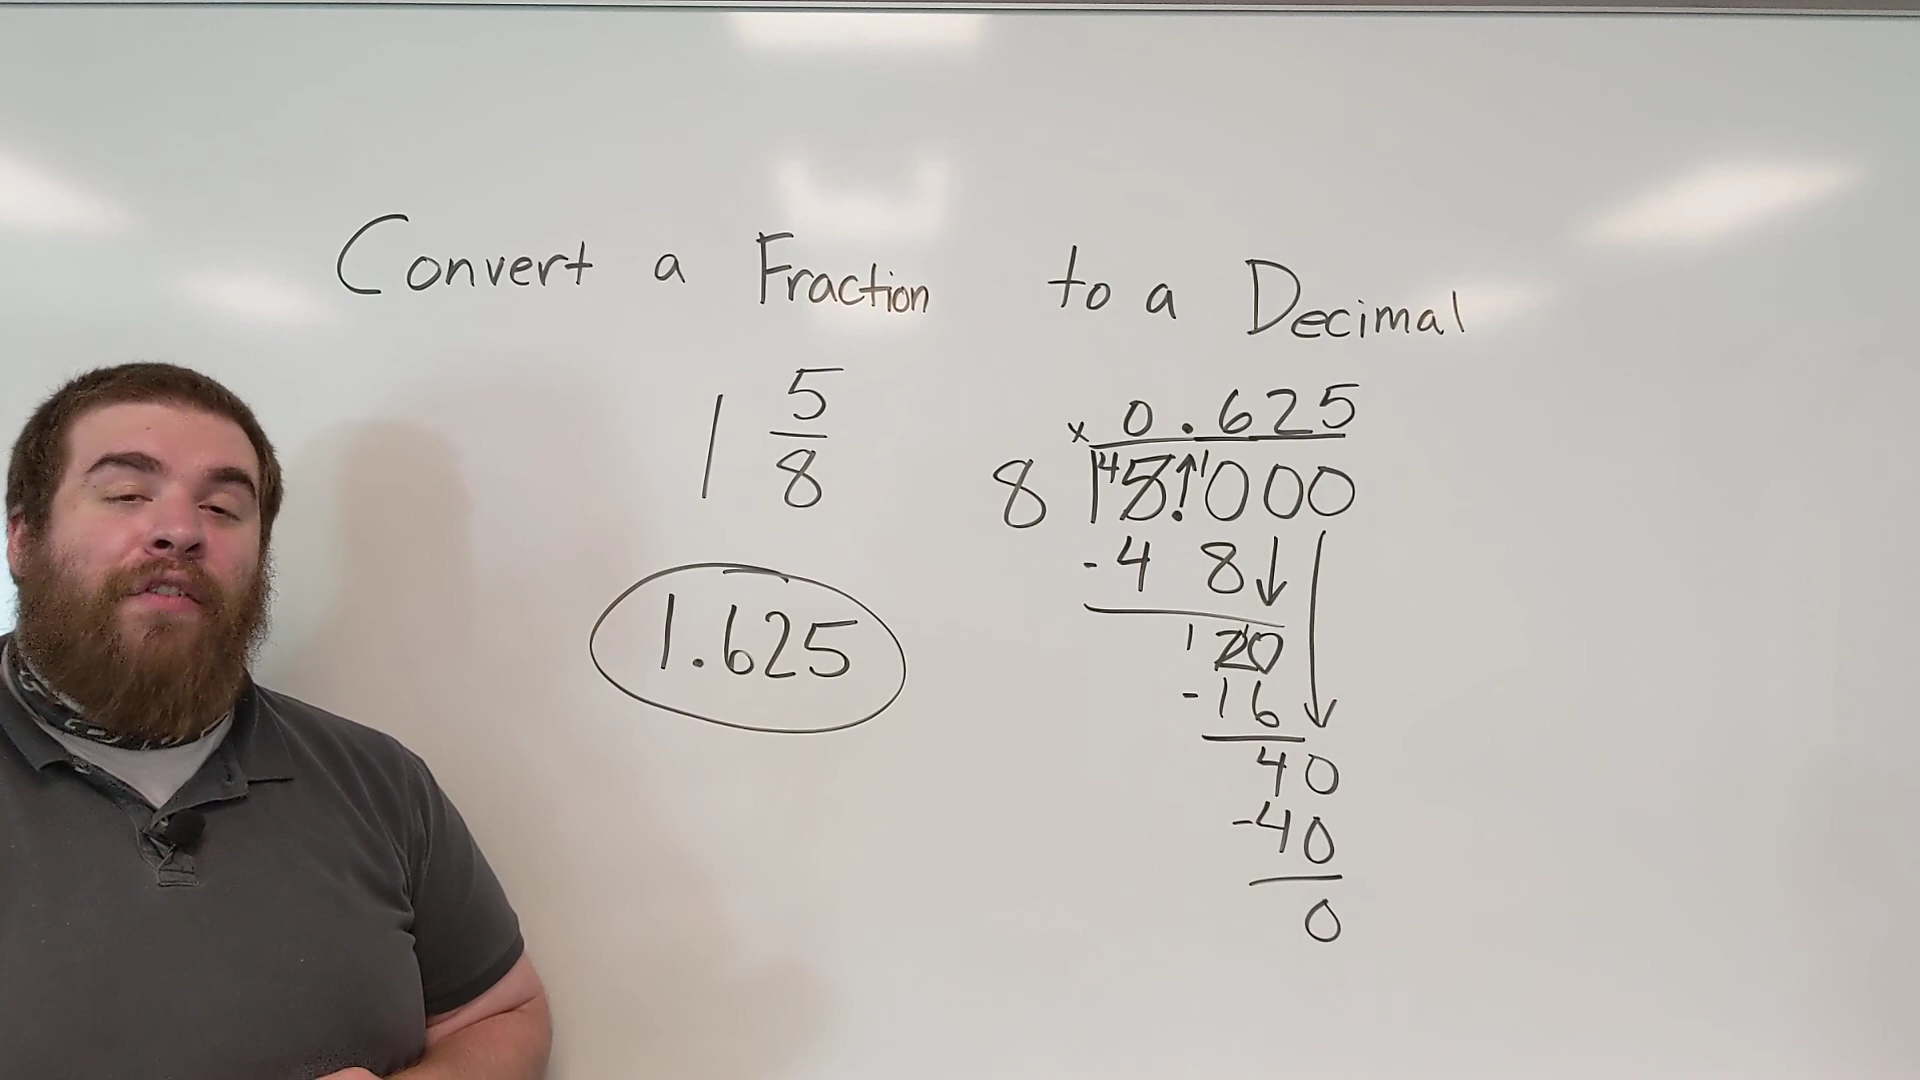 Convert a Fraction to a Decimal
1 5/8
1.625
x 0.625
8 5.000
- 4 8
20
- 16
40
- 40
0